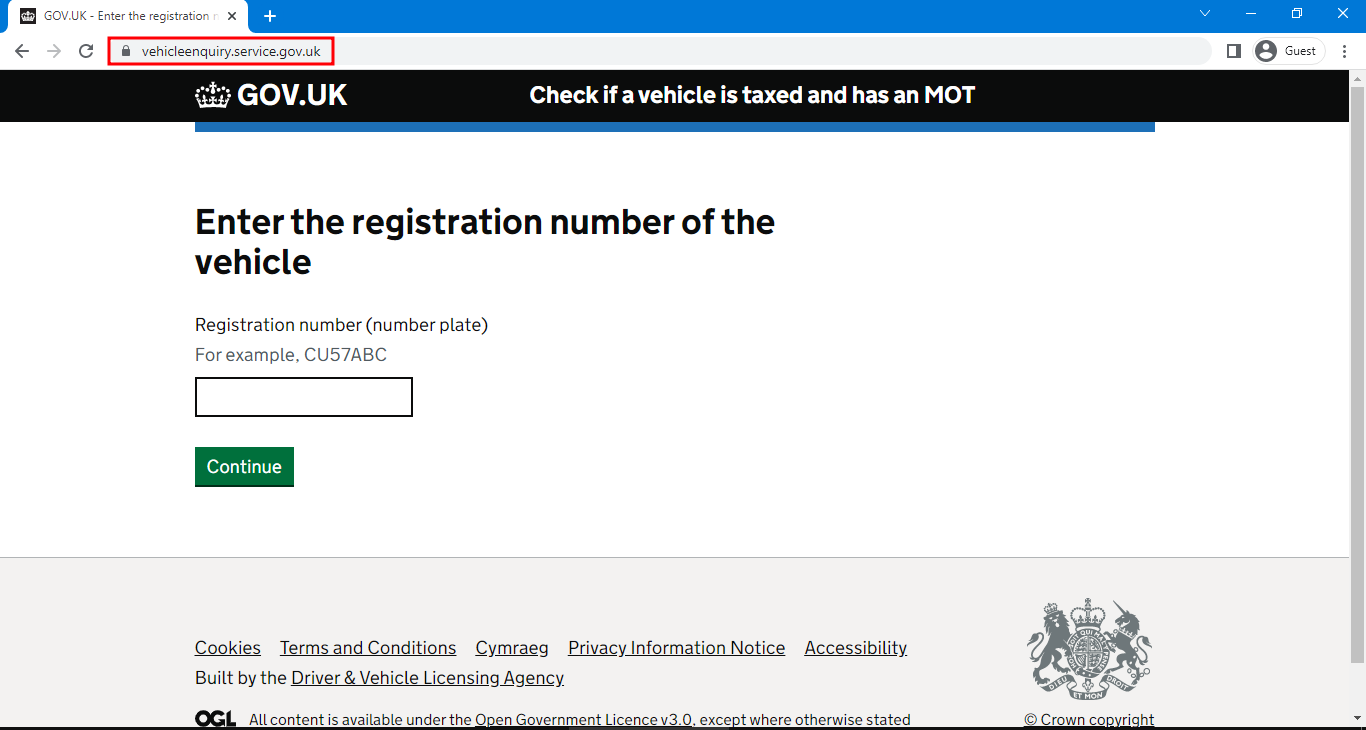 GOV.UK - Enter the registration n
vehicleenquiry.service.gov.uk
Guest
GOV.UK
Check if a vehicle is taxed and has an MOT
Enter the registration number of the
vehicle
Registration number (number plate)
For example, CU57ABC
Continue
Cookies Terms and Conditions Cymraeg Privacy Information Notice Accessibility
Built by the Driver & Vehicle Licensing Agency
OGL All content is available under the Open Government Licence v3.0, except where otherwise stated
© Crown copyright
DIEU ET MON DROIT